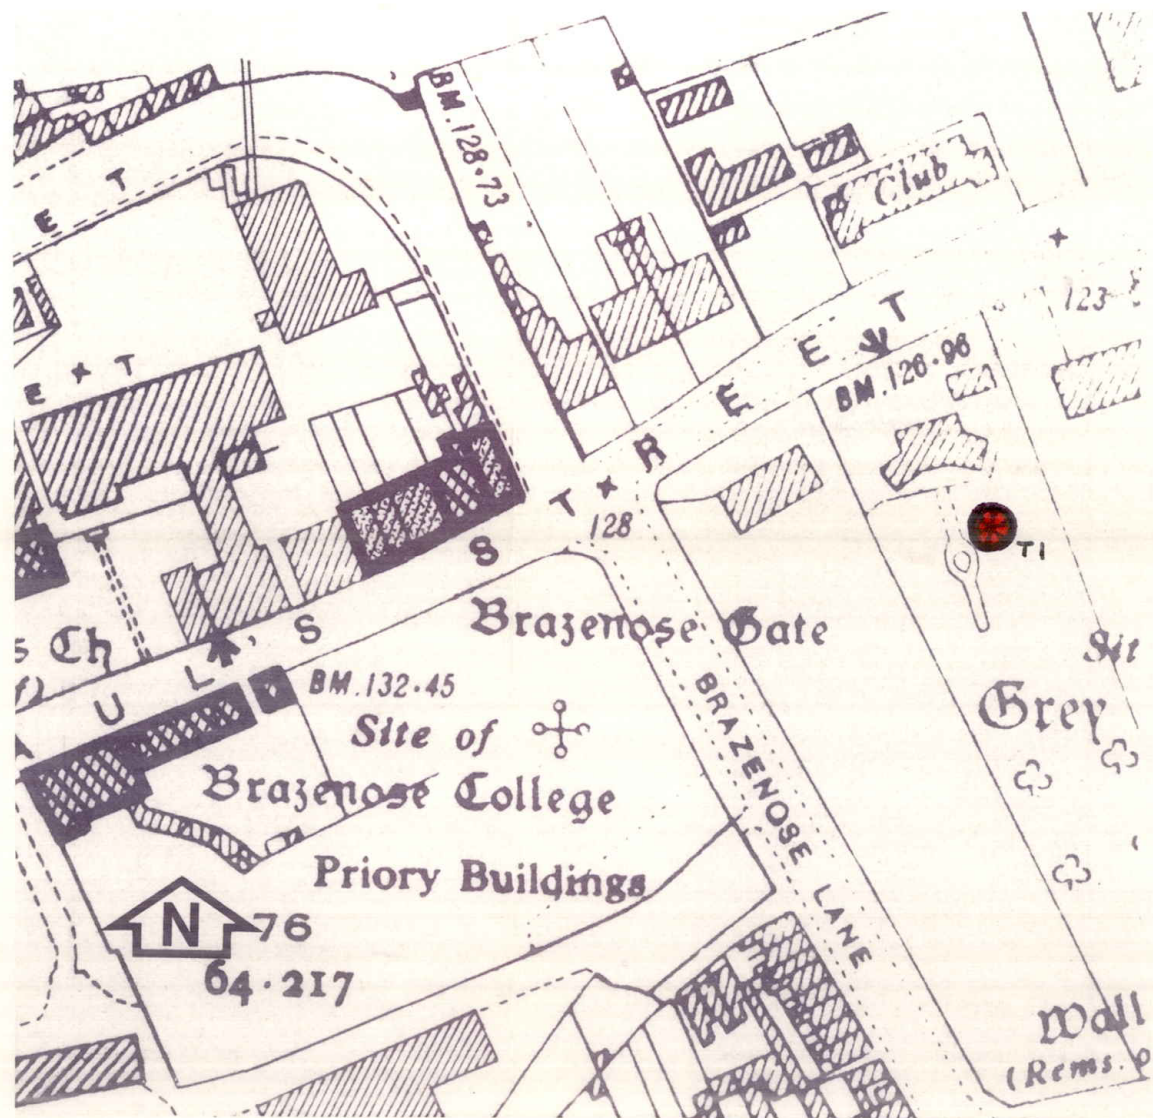 BM.128·73
E T
Club
E + T
S T + R E E T
123
BM.126·96
128
T1
Brazenose Gate
s Ch
U L ' S
BM.132·45
Site of
Brazenose College
Priory Buildings
BRAZENOSE LANE
Sit
Grey
N
76
64·217
Wall
(Rems. o